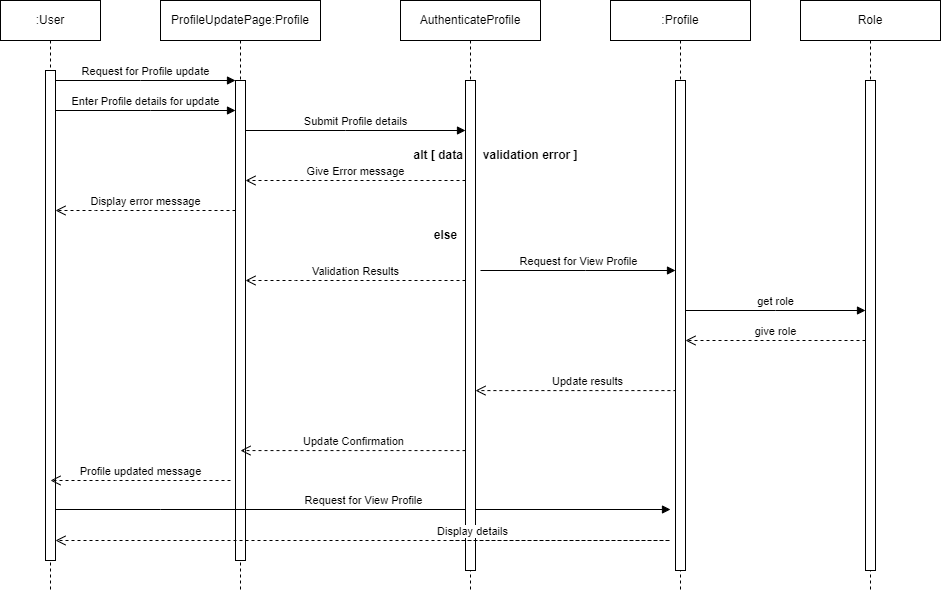 :User
ProfileUpdatePage:Profile
AuthenticateProfile
:Profile
Role
Request for Profile update
Enter Profile details for update
Submit Profile details
alt [ data validation error ]
Give Error message
Display error message
else
Request for View Profile
Validation Results
get role
give role
Update results
Update Confirmation
Profile updated message
Request for View Profile
Display details